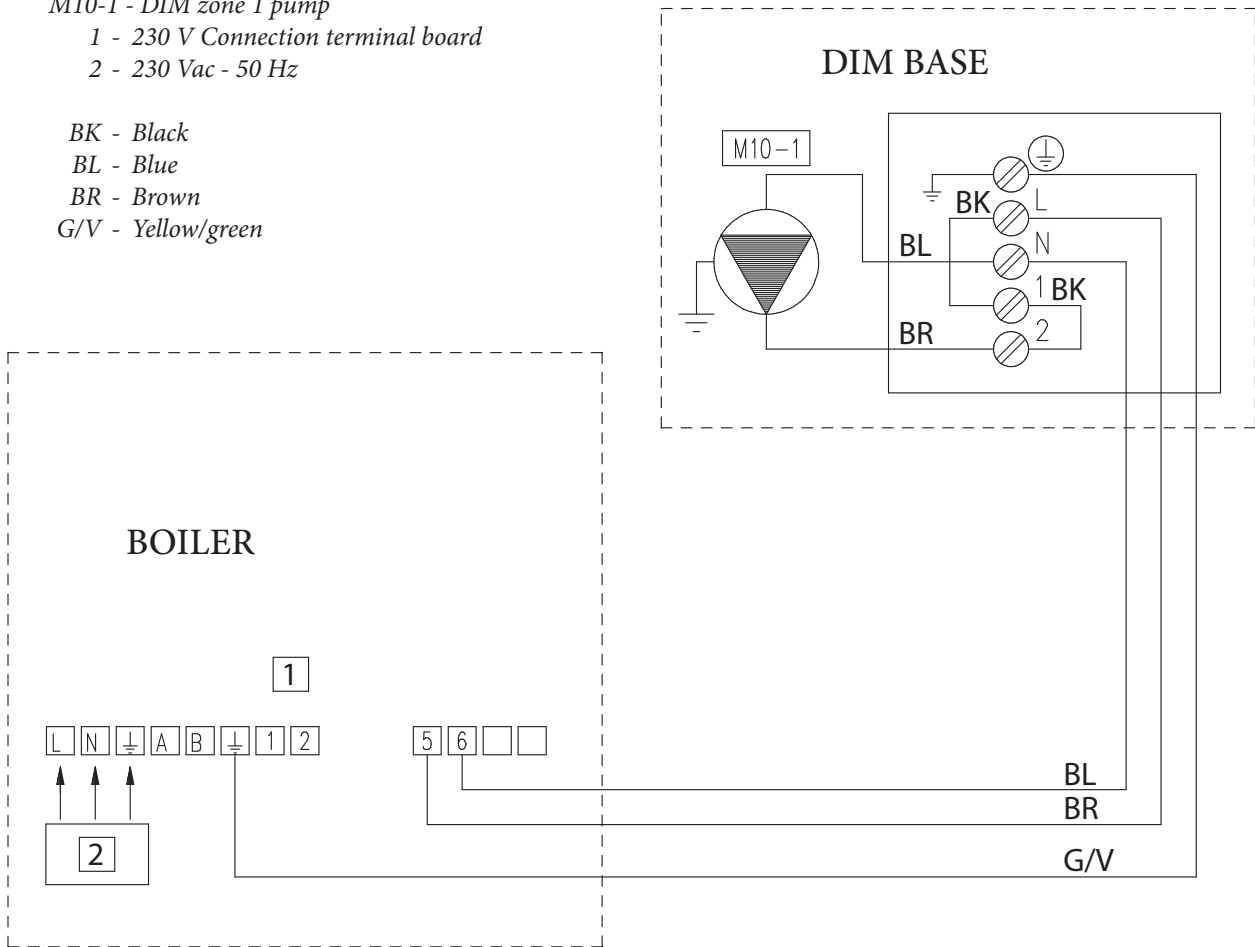 M10-1 - DIM zone 1 pump
1 - 230 V Connection terminal board
2 - 230 Vac - 50 Hz
BK - Black
BL - Blue
BR - Brown
G/V - Yellow/green
DIM BASE
M10-1
BK
L
BL
N
1
BK
BR
2
BOILER
1
L N A B 1 2
5 6
2
BL
BR
G/V